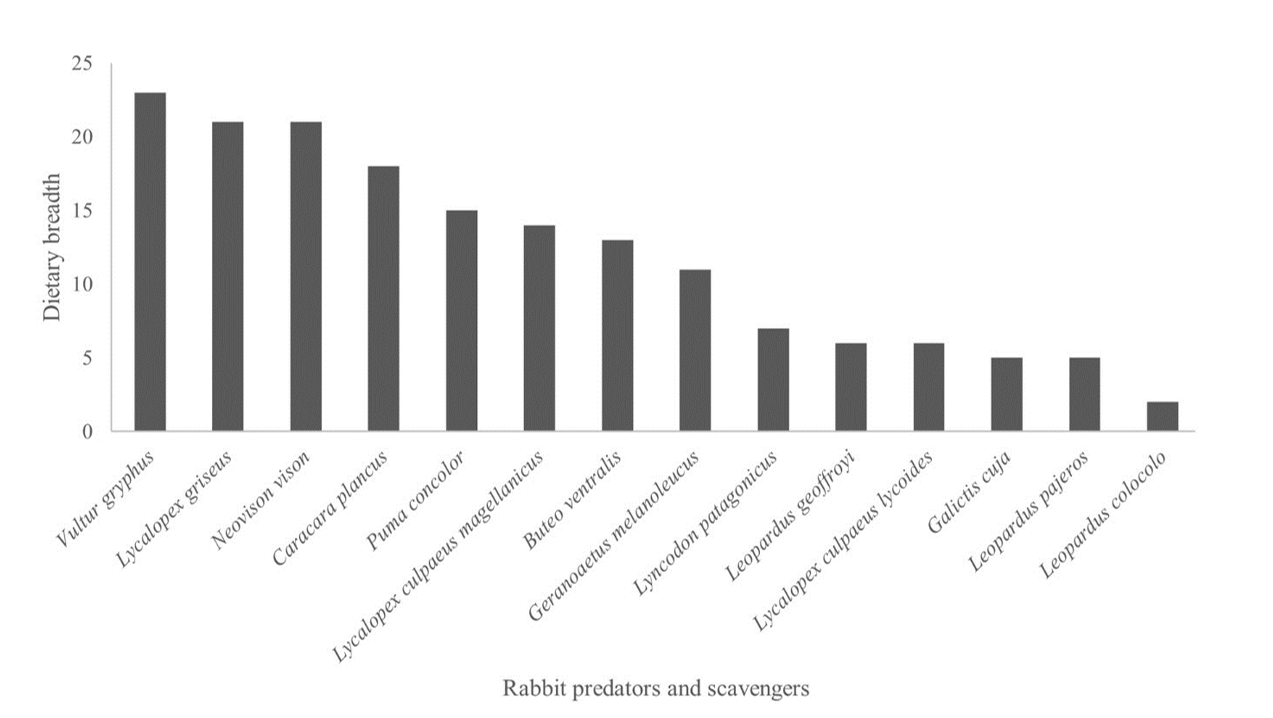 25
20
15
10
5
0
Dietary breadth
Vultur gryphus
Lycalopex griseus
Neovison vison
Caracara plancus
Puma concolor
Lycalopex culpaeus magellanicus
Buteo ventralis
Geranoaetus melanoleucus
Lyncodon patagonicus
Leopardus geoffroyi
Lycalopex culpaeus lycoides
Galictis cuja
Leopardus pajeros
Leopardus colocolo
Rabbit predators and scavengers